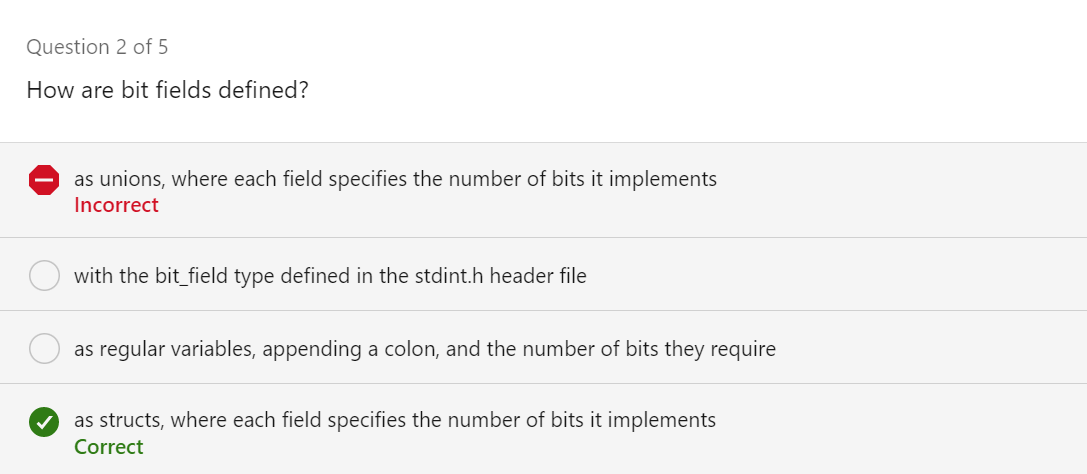 Question 2 of 5
How are bit fields defined?
as unions, where each field specifies the number of bits it implements
Incorrect
with the bit_field type defined in the stdint.h header file
as regular variables, appending a colon, and the number of bits they require
as structs, where each field specifies the number of bits it implements
Correct